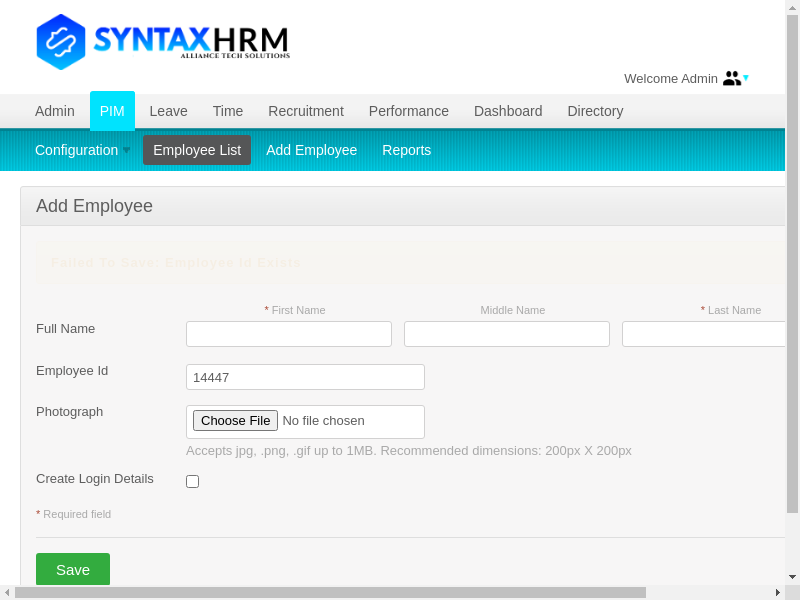 SYNTAXHRM
ALLIANCE TECH SOLUTIONS
Welcome Admin
Admin PIM Leave Time Recruitment Performance Dashboard Directory
Configuration Employee List Add Employee Reports
Add Employee
Failed To Save: Employee Id Exists
* First Name Middle Name * Last Name
Full Name
Employee Id 14447
Photograph Choose File No file chosen
Accepts jpg, .png, .gif up to 1MB. Recommended dimensions: 200px X 200px
Create Login Details
* Required field
Save